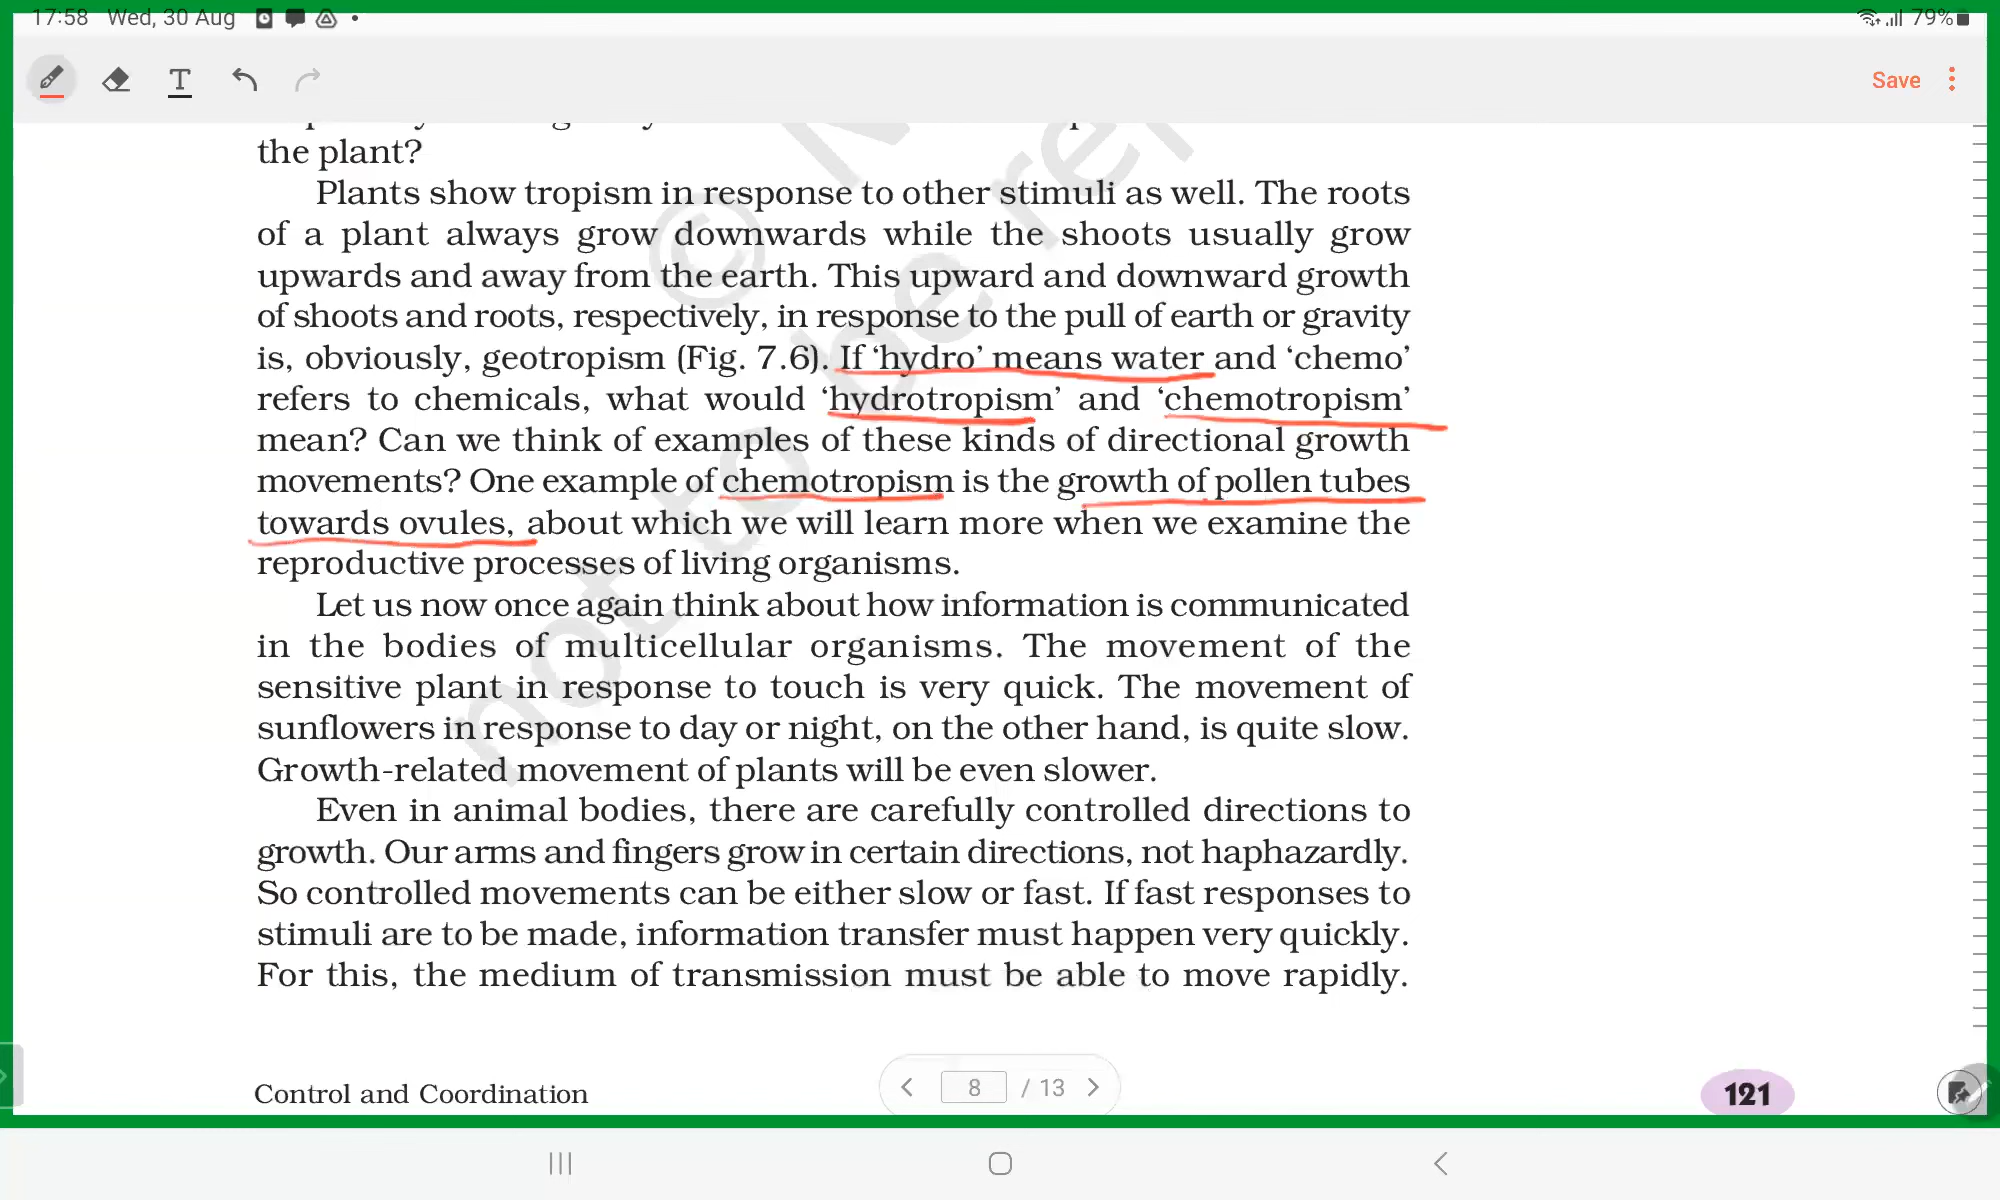 17:58 Wed, 30 Aug
79%
T
Save
the plant?
Plants show tropism in response to other stimuli as well. The roots
of a plant always grow downwards while the shoots usually grow
upwards and away from the earth. This upward and downward growth
of shoots and roots, respectively, in response to the pull of earth or gravity
is, obviously, geotropism (Fig. 7.6). If ‘hydro’ means water and ‘chemo’
refers to chemicals, what would ‘hydrotropism’ and ‘chemotropism’
mean? Can we think of examples of these kinds of directional growth
movements? One example of chemotropism is the growth of pollen tubes
towards ovules, about which we will learn more when we examine the
reproductive processes of living organisms.
Let us now once again think about how information is communicated
in the bodies of multicellular organisms. The movement of the
sensitive plant in response to touch is very quick. The movement of
sunflowers in response to day or night, on the other hand, is quite slow.
Growth-related movement of plants will be even slower.
Even in animal bodies, there are carefully controlled directions to
growth. Our arms and fingers grow in certain directions, not haphazardly.
So controlled movements can be either slow or fast. If fast responses to
stimuli are to be made, information transfer must happen very quickly.
For this, the medium of transmission must be able to move rapidly.
Control and Coordination
8 / 13
121
© N
not to be re